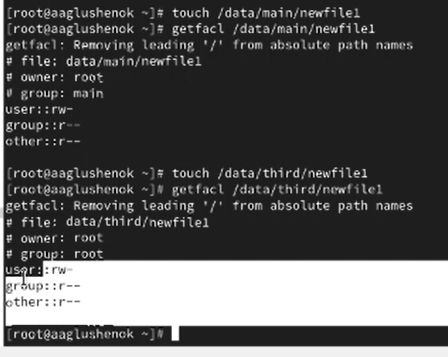 [root@aaglushenok ~]# touch /data/main/newfile1
[root@aaglushenok ~]# getfacl /data/main/newfile1
getfacl: Removing leading '/' from absolute path names
# file: data/main/newfile1
# owner: root
# group: main
user::rw-
group::r--
other::r--
[root@aaglushenok ~]# touch /data/third/newfile1
[root@aaglushenok ~]# getfacl /data/third/newfile1
getfacl: Removing leading '/' from absolute path names
# file: data/third/newfile1
# owner: root
# group: root
user::rw-
group::r--
other::r--
[root@aaglushenok ~]#